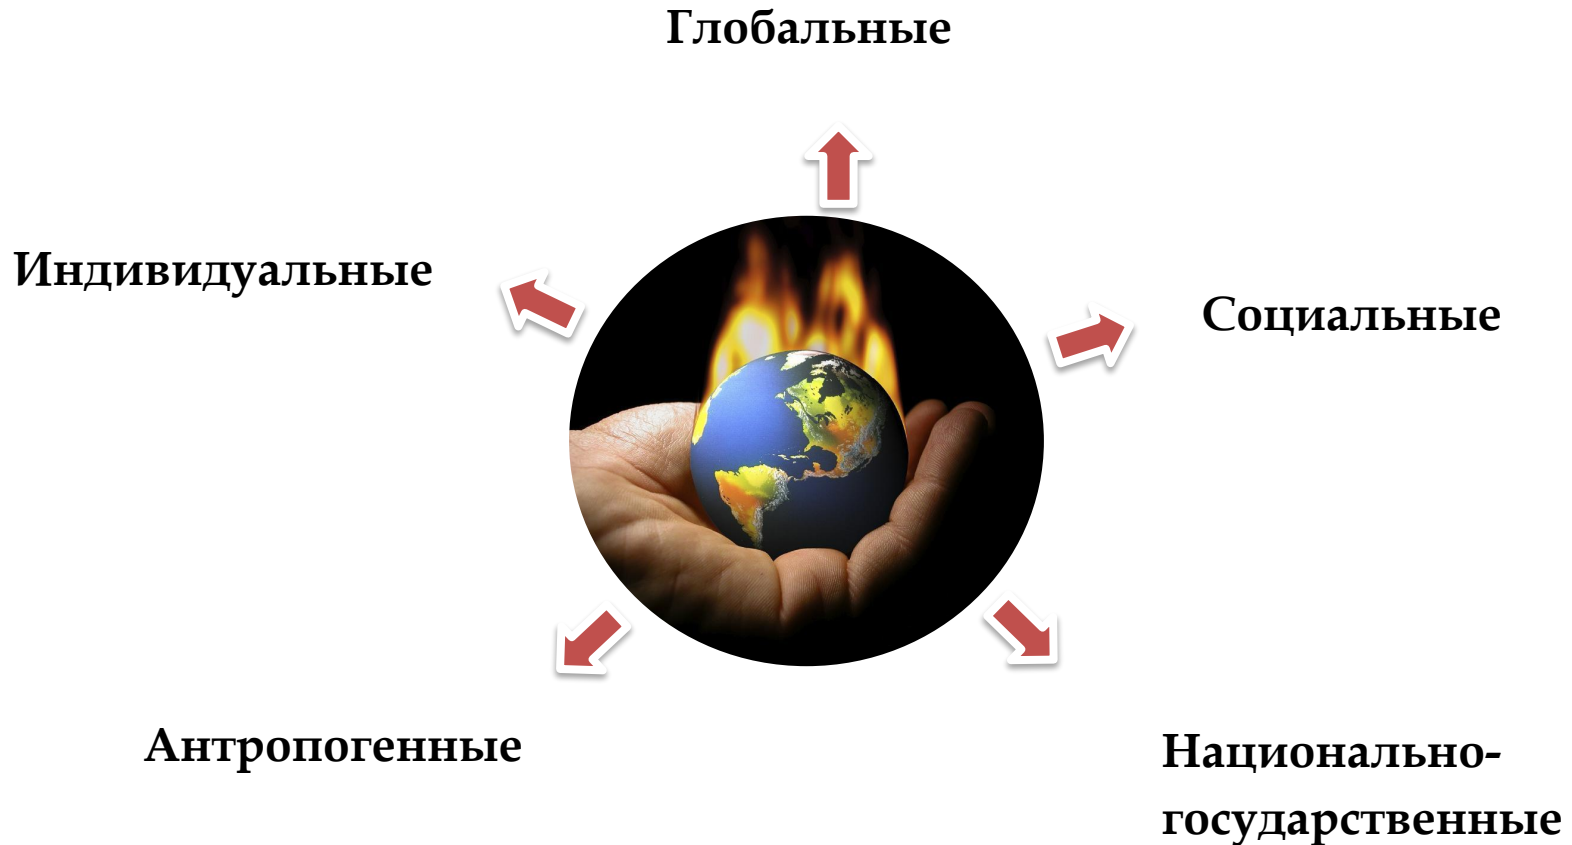 Глобальные
Индивидуальные
Социальные
Антропогенные
Национально-
государственные